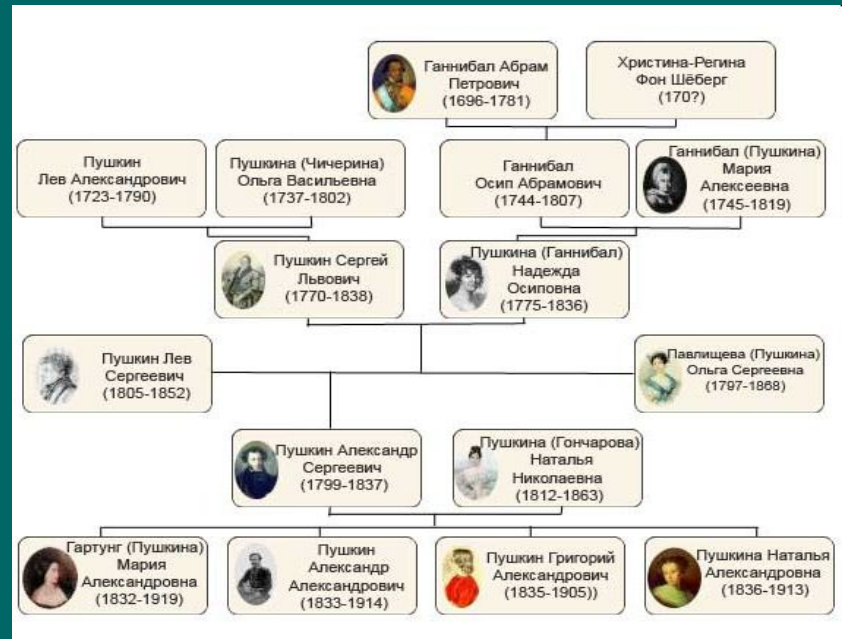 Ганнибал Абрам
Петрович
(1696-1781)
Христина-Регина
Фон Шёберг
(170?)
Пушкин
Лев Александрович
(1723-1790)
Пушкина (Чичерина)
Ольга Васильевна
(1737-1802)
Ганнибал
Осип Абрамович
(1744-1807)
Ганнибал (Пушкина)
Мария
Алексеевна
(1745-1819)
Пушкин Сергей
Львович
(1770-1838)
Пушкина (Ганнибал)
Надежда
Осиповна
(1775-1836)
Пушкин Лев
Сергеевич
(1805-1852)
Павлищева (Пушкина)
Ольга Сергеевна
(1797-1868)
Пушкин Александр
Сергеевич
(1799-1837)
Пушкина (Гончарова)
Наталья
Николаевна
(1812-1863)
Гартунг (Пушкина)
Мария
Александровна
(1832-1919)
Пушкин
Александр
Александрович
(1833-1914)
Пушкин Григорий
Александрович
(1835-1905))
Пушкина Наталья
Александровна
(1836-1913)